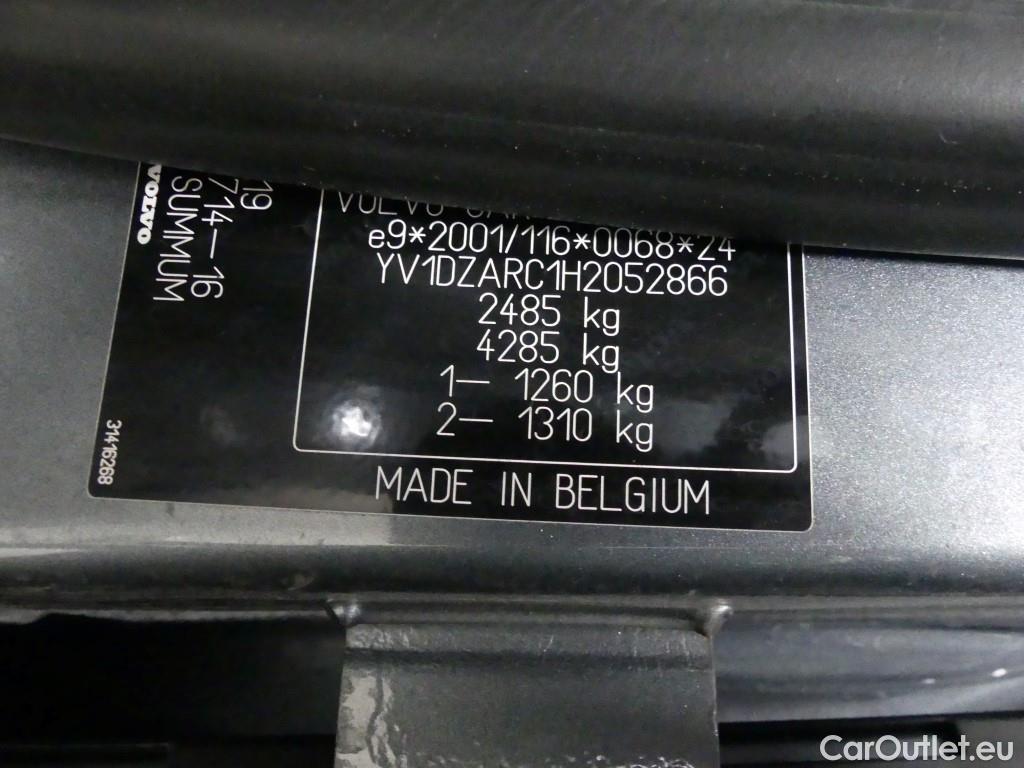 VOLVO
19
714-16
SUMMUM
31416268
VOLVO
e9*2001/116*0068*24
YV1DZARC1H2052866
2485 kg
4285 kg
1- 1260 kg
2- 1310 kg
MADE IN BELGIUM
CarOutlet.eu